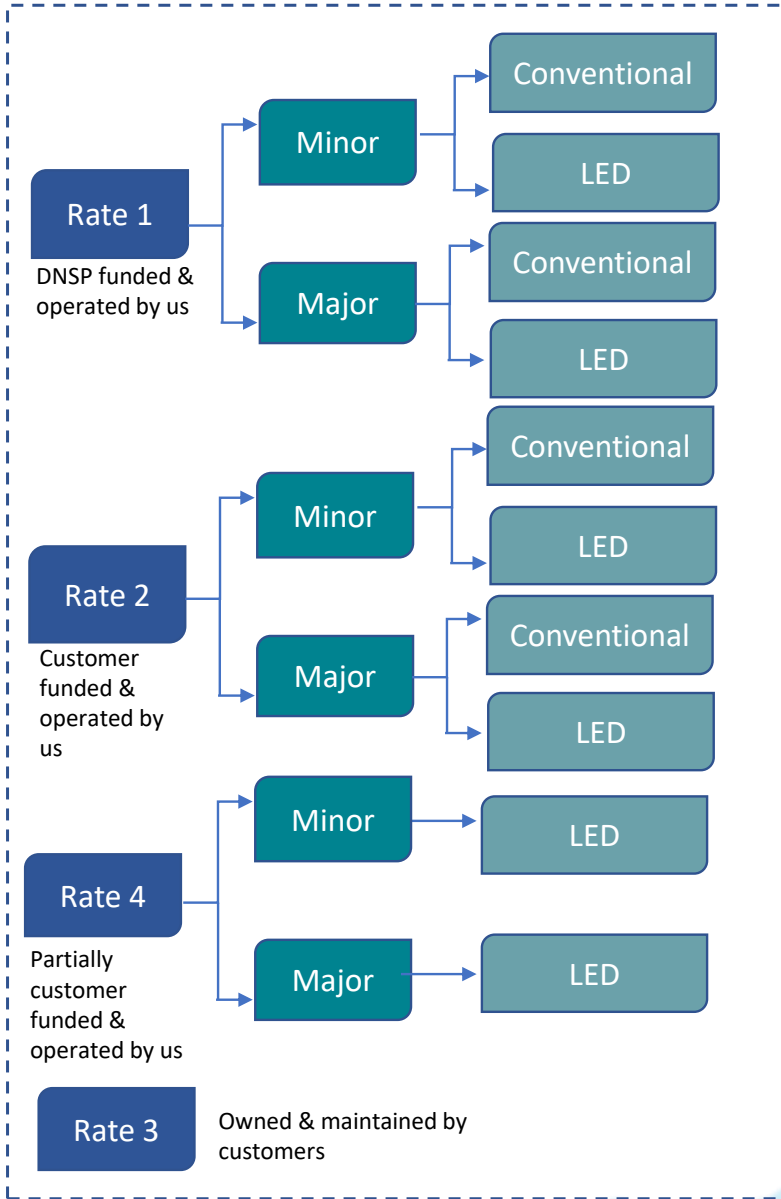 Rate 1
DNSP funded &
operated by us
Minor
Conventional
LED
Major
Conventional
LED
Rate 2
Customer
funded &
operated by
us
Minor
Conventional
LED
Major
Conventional
LED
Rate 4
Partially
customer
funded &
operated by us
Minor
LED
Major
LED
Rate 3
Owned & maintained by
customers